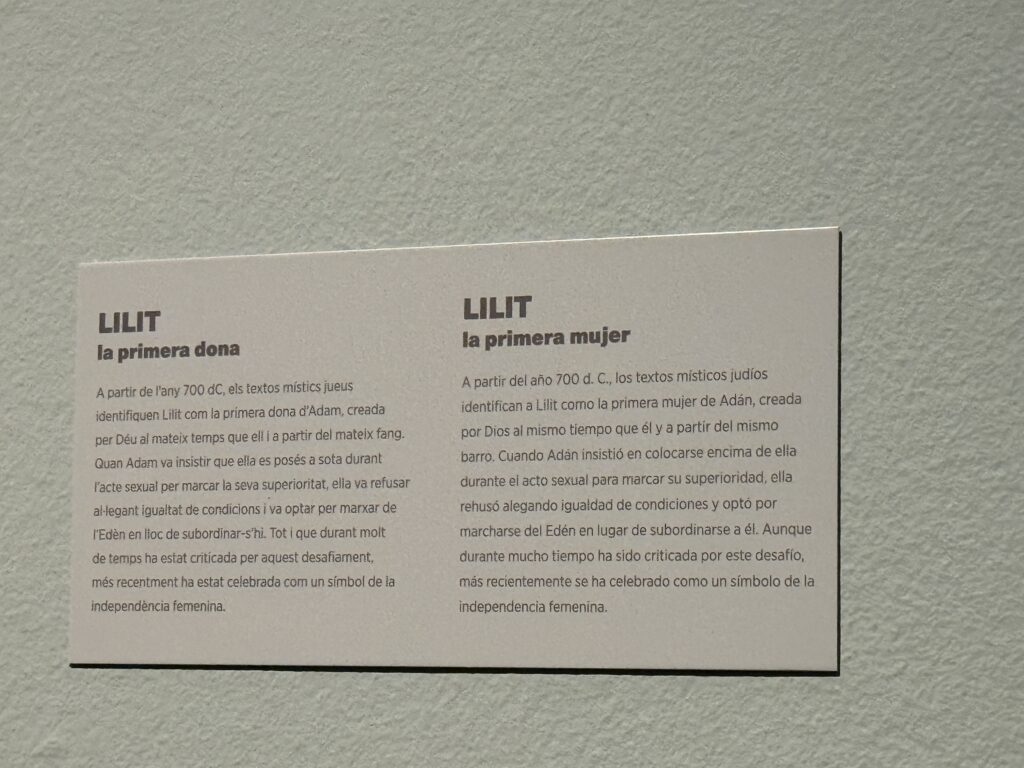 LILIT
la primera dona
A partir de l'any 700 dC, els textos místics jueus
identifiquen Lilit com la primera dona d'Adam, creada
per Déu al mateix temps que ell i a partir del mateix fang.
Quan Adam va insistir que ella es posés a sota durant
l'acte sexual per marcar la seva superioritat, ella va refusar
al·legant igualtat de condicions i va optar per marxar de
l'Edèn en lloc de subordinar-s'hi. Tot i que durant molt
de temps ha estat criticada per aquest desafiament,
més recentment ha estat celebrada com un símbol de la
independència femenina.
LILIT
la primera mujer
A partir del año 700 d. C., los textos místicos judíos
identifican a Lilit como la primera mujer de Adán, creada
por Dios al mismo tiempo que él y a partir del mismo
barro. Cuando Adán insistió en colocarse encima de ella
durante el acto sexual para marcar su superioridad, ella
rehusó alegando igualdad de condiciones y optó por
marcharse del Edén en lugar de subordinarse a él. Aunque
durante mucho tiempo ha sido criticada por este desafío,
más recientemente se ha celebrado como un símbolo de la
independencia femenina.